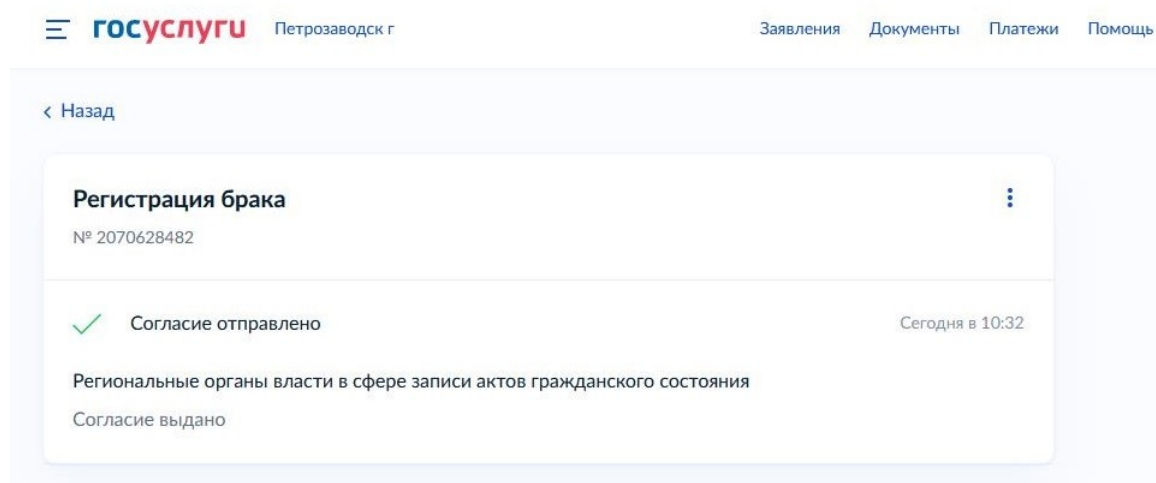 госуслуги Петрозаводск г Заявления Документы Платежи Помощь
Назад
Регистрация брака
№ 2070628482
Согласие отправлено Сегодня в 10:32
Региональные органы власти в сфере записи актов гражданского состояния
Согласие выдано